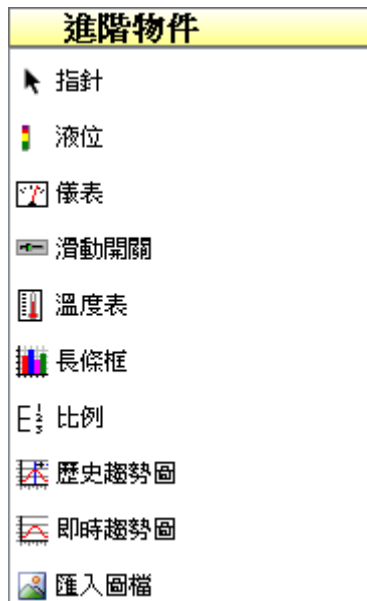 進階物件
指針
液位
儀表
滑動開關
溫度表
長條框
比例
歷史趨勢圖
即時趨勢圖
匯入圖檔